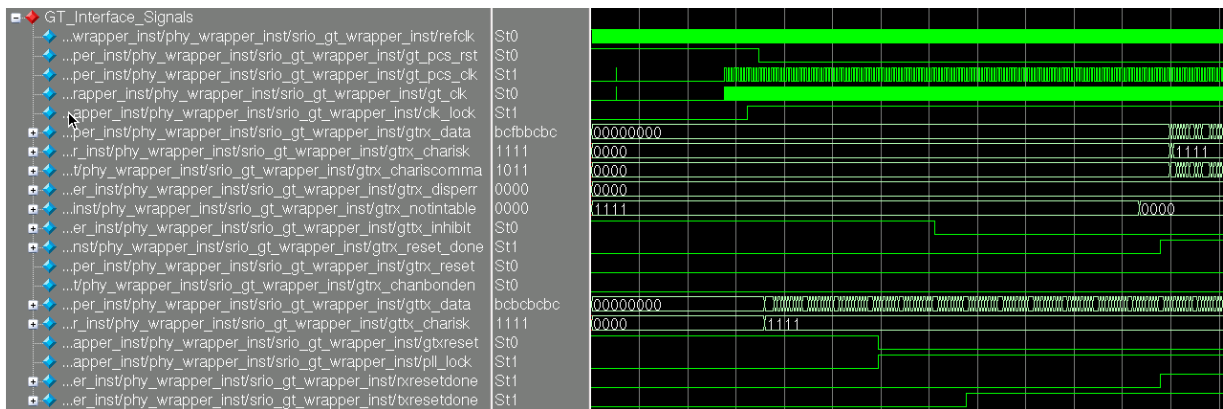 GT_Interface_Signals
...wrapper_inst/phy_wrapper_inst/srio_gt_wrapper_inst/refclk St0
...per_inst/phy_wrapper_inst/srio_gt_wrapper_inst/gt_pcs_rst St0
...per_inst/phy_wrapper_inst/srio_gt_wrapper_inst/gt_pcs_clk St1
...rapper_inst/phy_wrapper_inst/srio_gt_wrapper_inst/gt_clk St0
...apper_inst/phy_wrapper_inst/srio_gt_wrapper_inst/clk_lock St1
...per_inst/phy_wrapper_inst/srio_gt_wrapper_inst/gtrx_data bcfbbcbc 00000000
...r_inst/phy_wrapper_inst/srio_gt_wrapper_inst/gtrx_charisk 1111 0000 1111
...t/phy_wrapper_inst/srio_gt_wrapper_inst/gtrx_chariscomma 1011 0000
...er_inst/phy_wrapper_inst/srio_gt_wrapper_inst/gtrx_disperr 0000 0000
...inst/phy_wrapper_inst/srio_gt_wrapper_inst/gtrx_notintable 0000 1111 0000
...er_inst/phy_wrapper_inst/srio_gt_wrapper_inst/gttx_inhibit St0
...nst/phy_wrapper_inst/srio_gt_wrapper_inst/gtrx_reset_done St1
...per_inst/phy_wrapper_inst/srio_gt_wrapper_inst/gtrx_reset St0
...t/phy_wrapper_inst/srio_gt_wrapper_inst/gtrx_chanbonden St0
...per_inst/phy_wrapper_inst/srio_gt_wrapper_inst/gttx_data bcbcbcbc 00000000
...r_inst/phy_wrapper_inst/srio_gt_wrapper_inst/gttx_charisk 1111 0000 1111
...apper_inst/phy_wrapper_inst/srio_gt_wrapper_inst/gtxreset St0
...apper_inst/phy_wrapper_inst/srio_gt_wrapper_inst/pll_lock St1
...er_inst/phy_wrapper_inst/srio_gt_wrapper_inst/rxresetdone St1
...er_inst/phy_wrapper_inst/srio_gt_wrapper_inst/txresetdone St1